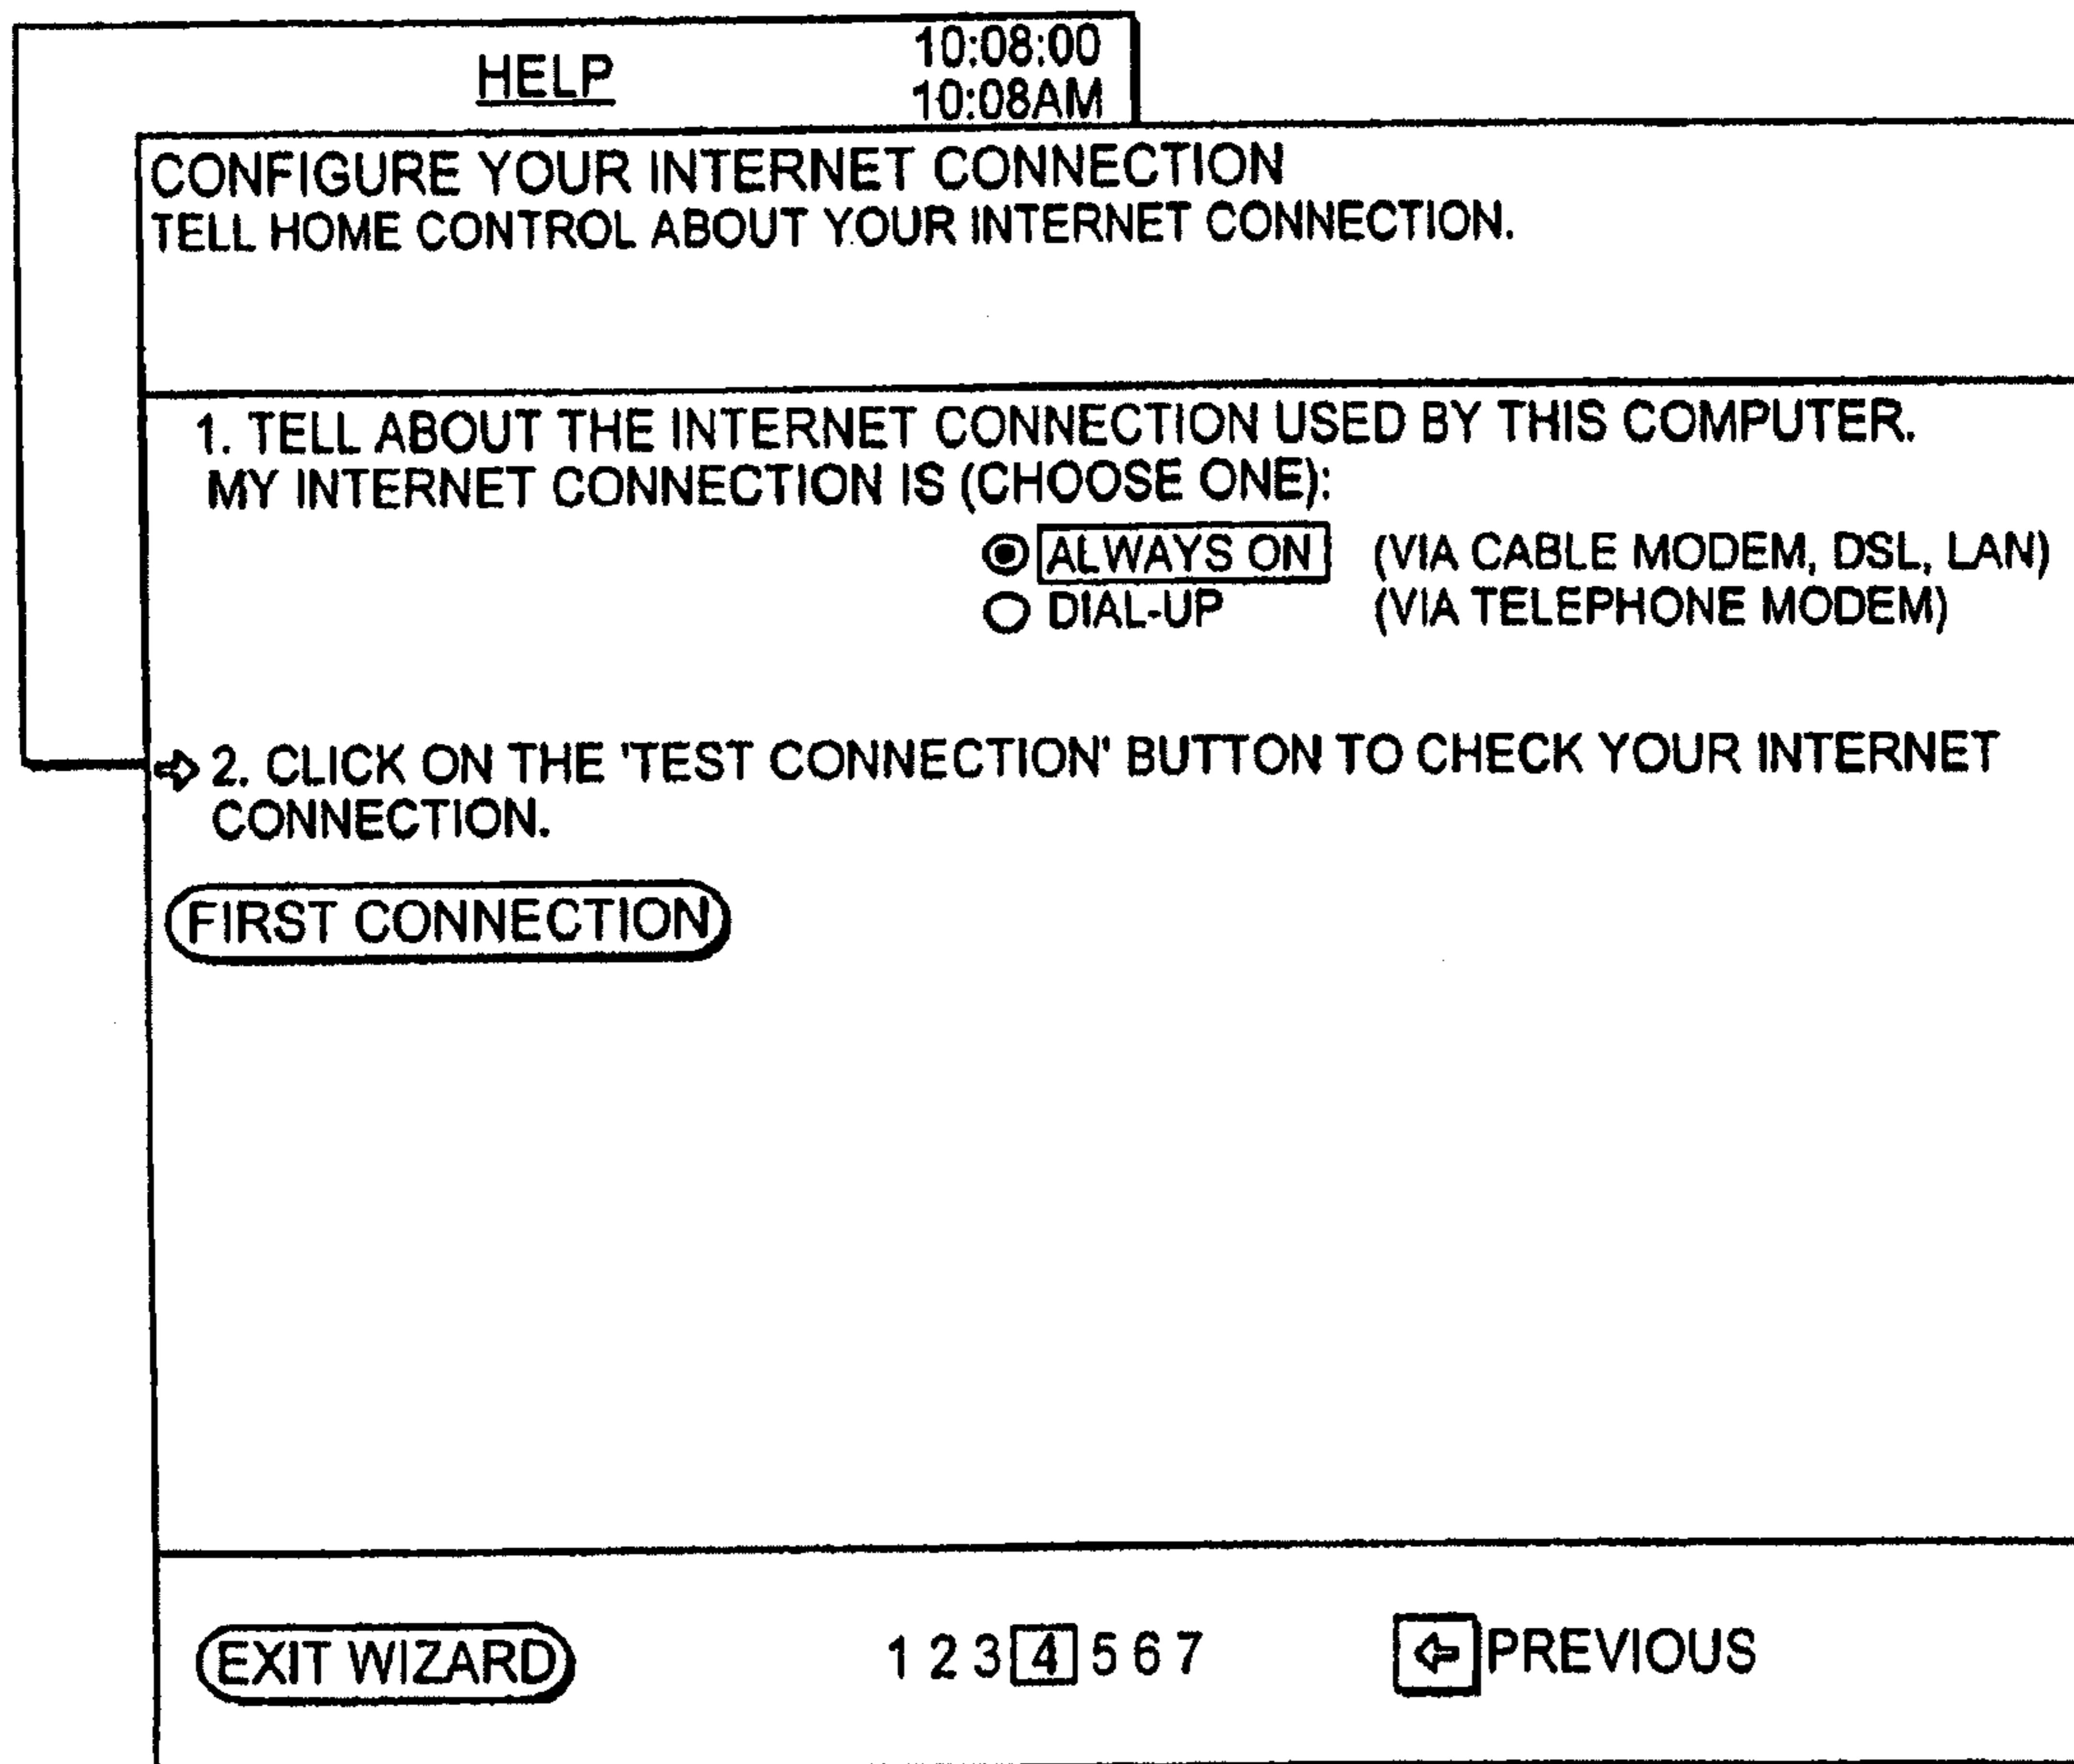 HELP
10:08:00
10:08AM
CONFIGURE YOUR INTERNET CONNECTION
TELL HOME CONTROL ABOUT YOUR INTERNET CONNECTION.
1. TELL ABOUT THE INTERNET CONNECTION USED BY THIS COMPUTER.
MY INTERNET CONNECTION IS (CHOOSE ONE):
ALWAYS ON (VIA CABLE MODEM, DSL, LAN)
DIAL-UP (VIA TELEPHONE MODEM)
2. CLICK ON THE 'TEST CONNECTION' BUTTON TO CHECK YOUR INTERNET
CONNECTION.
FIRST CONNECTION
EXIT WIZARD 1 2 3 4 5 6 7 PREVIOUS